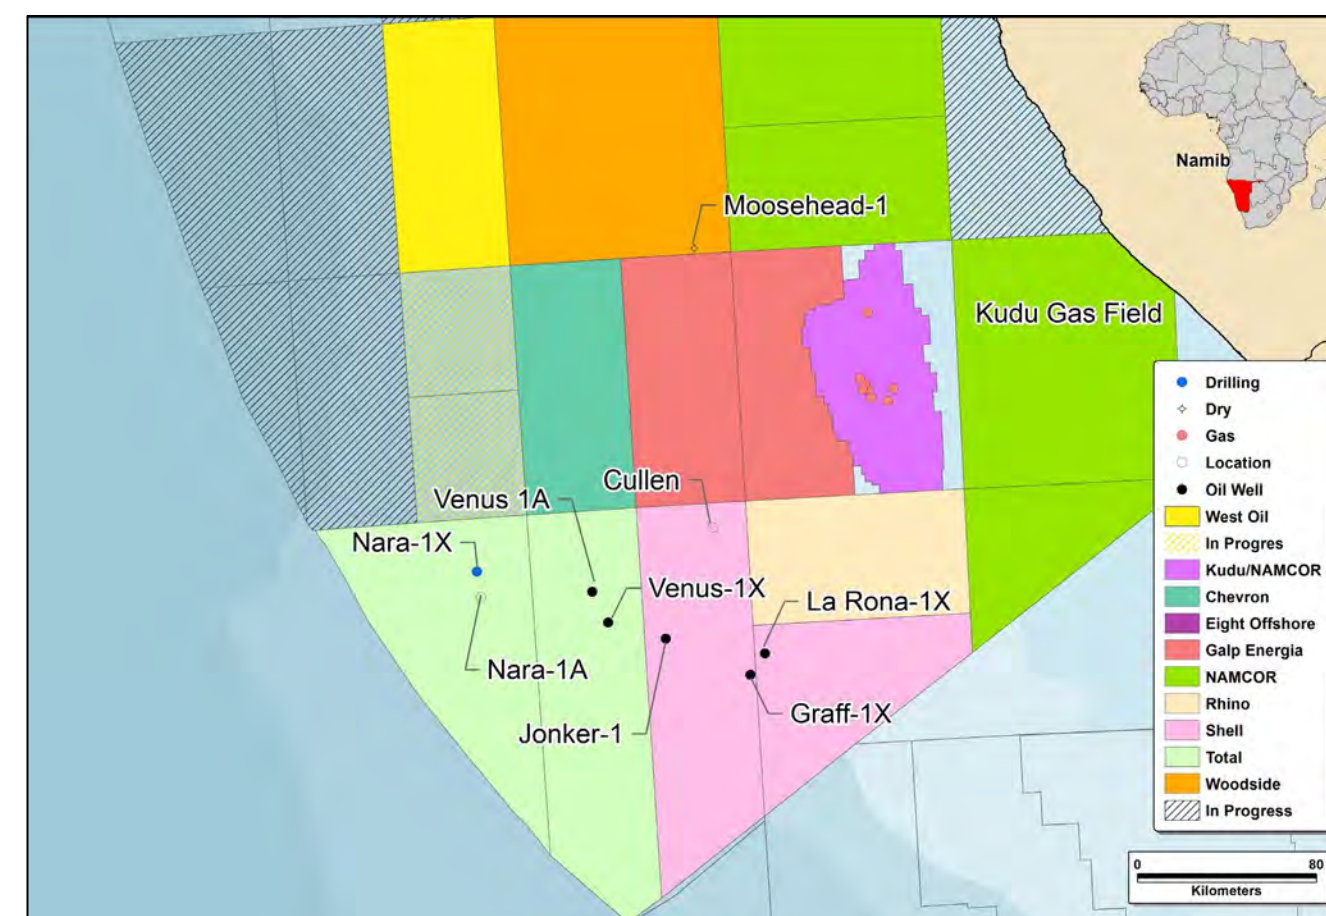 Namib
Moosehead-1
Kudu Gas Field
Cullen
Venus 1A
Nara-1X
Venus-1X
La Rona-1X
Nara-1A
Graff-1X
Jonker-1
Drilling
Dry
Gas
Location
Oil Well
West Oil
In Progres
Kudu/NAMCOR
Chevron
Eight Offshore
Galp Energia
NAMCOR
Rhino
Shell
Total
Woodside
In Progress
0 80
Kilometers